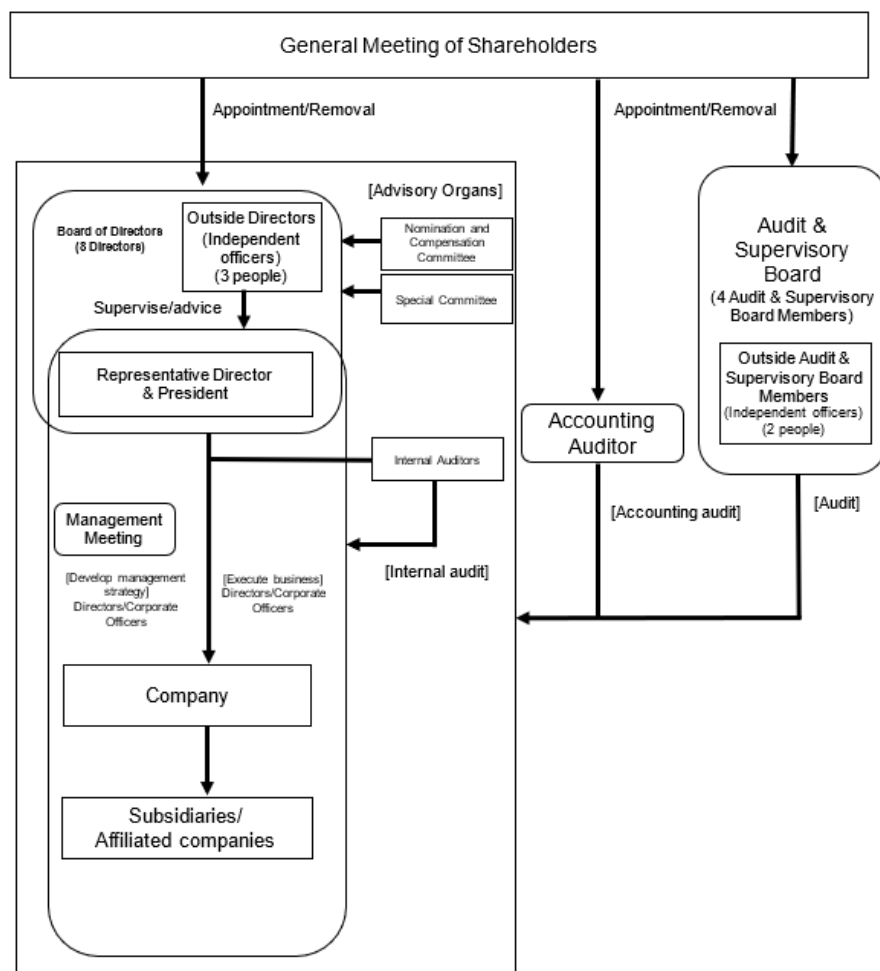 General Meeting of Shareholders
Appointment/Removal
Appointment/Removal
[Advisory Organs]
Board of Directors
(8 Directors)
Outside Directors
(Independent
officers)
(3 people)
Nomination and
Compensation
Committee
Special Committee
Supervise/advice
Representative Director
& President
Internal Auditors
Management
Meeting
[Internal audit]
[Develop management
strategy]
Directors/Corporate
Officers
[Execute business]
Directors/Corporate
Officers
Company
Subsidiaries/
Affiliated companies
Accounting
Auditor
[Accounting audit]
Audit &
Supervisory
Board
(4 Audit & Supervisory
Board Members)
Outside Audit &
Supervisory Board
Members
(Independent officers)
(2 people)
[Audit]